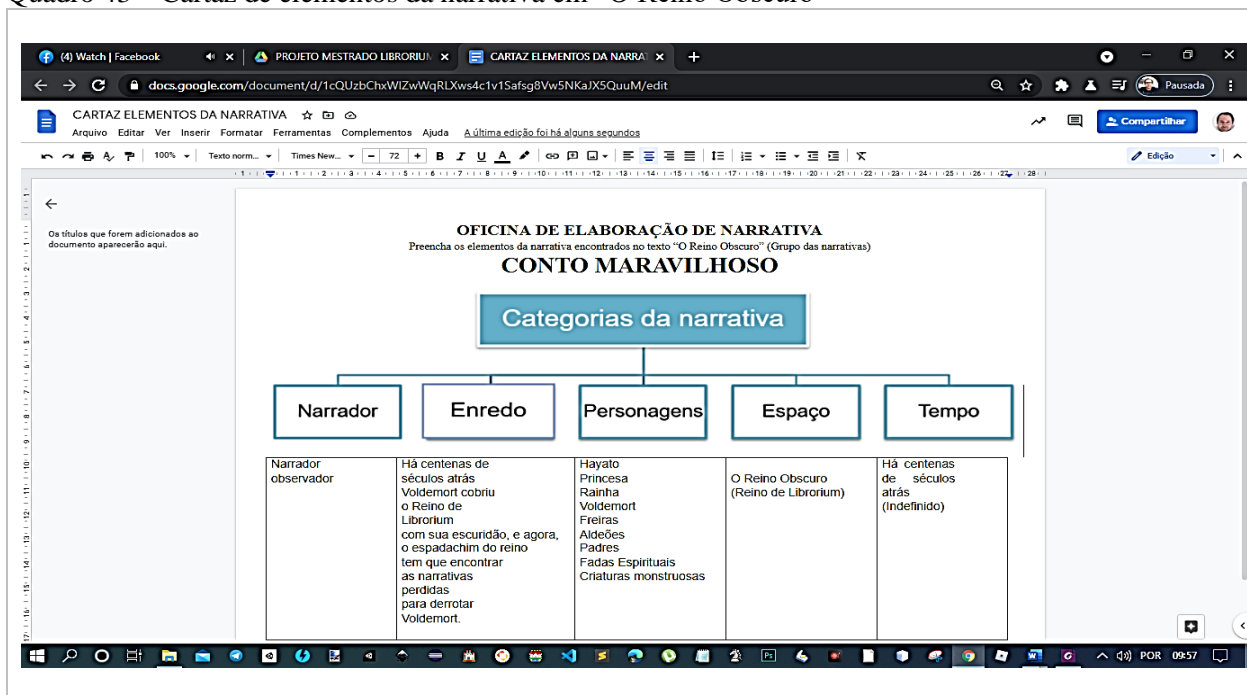 Quadro 43 – Cartaz de elementos da narrativa em “O Reino Obscuro”
(4) Watch | Facebook
PROJETO MESTRADO LIBRORIUM
CARTAZ ELEMENTOS DA NARRA
docs.google.com/document/d/1cQUzbChxWlZwWqRLXws4c1v1Safsg8Vw5NKaJX5QuuM/edit
Pausada
CARTAZ ELEMENTOS DA NARRATIVA
Arquivo Editar Ver Inserir Formatar Ferramentas Complementos Ajuda A última edição foi há alguns segundos
Compartilhar
100% Texto norm... Times New... 72 B I U A
Edição
Os títulos que forem adicionados ao
documento aparecerão aqui.
OFICINA DE ELABORAÇÃO DE NARRATIVA
Preencha os elementos da narrativa encontrados no texto “O Reino Obscuro” (Grupo das narrativas)
CONTO MARAVILHOSO
Categorias da narrativa
Narrador
Enredo
Personagens
Espaço
Tempo
Narrador
observador
Há centenas de
séculos atrás
Voldemort cobriu
o Reino de
Librorium
com sua escuridão, e agora,
o espadachim do reino
tem que encontrar
as narrativas
perdidas
para derrotar
Voldemort.
Hayato
Princesa
Rainha
Voldemort
Freiras
Aldeões
Padres
Fadas Espirituais
Criaturas monstruosas
O Reino Obscuro
(Reino de Librorium)
Há centenas
de séculos
atrás
(Indefinido)
POR 09:57